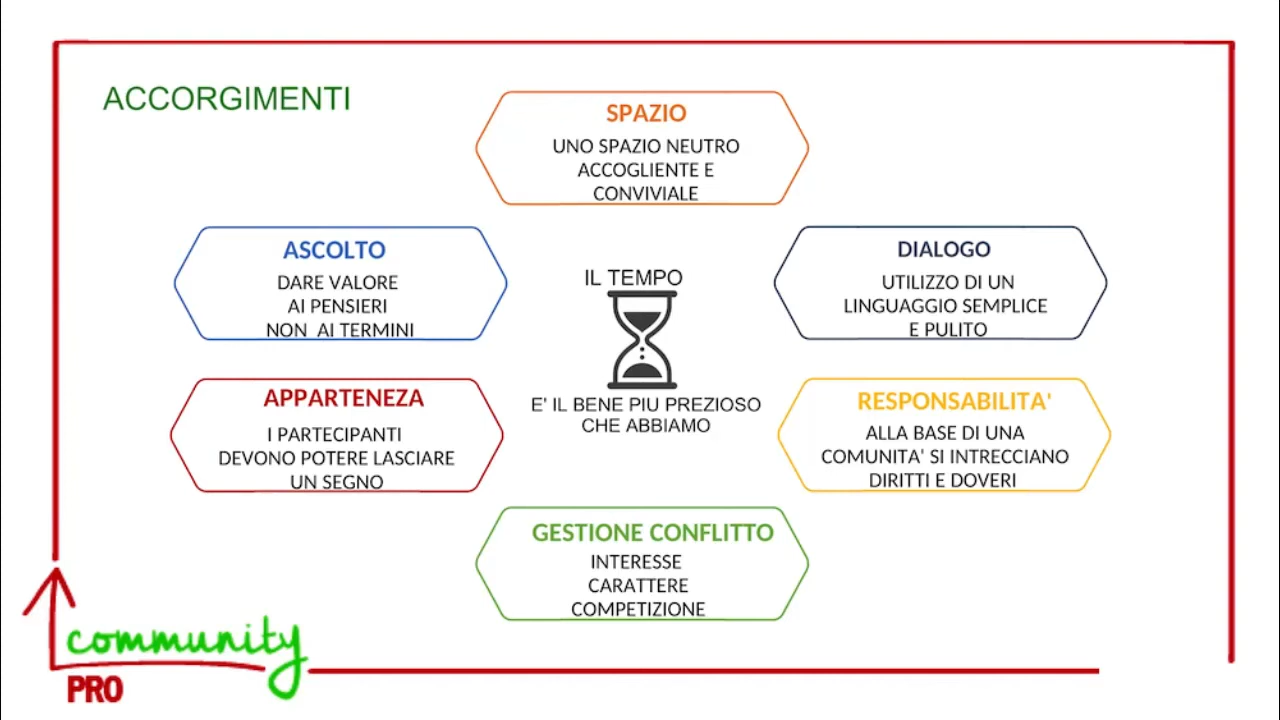 ACCORGIMENTI
SPAZIO
UNO SPAZIO NEUTRO
ACCOGLIENTE E
CONVIVIALE
ASCOLTO
DARE VALORE
AI PENSIERI
NON AI TERMINI
IL TEMPO
E' IL BENE PIU PREZIOSO
CHE ABBIAMO
DIALOGO
UTILIZZO DI UN
LINGUAGGIO SEMPLICE
E PULITO
APPARTENEZA
I PARTECIPANTI
DEVONO POTERE LASCIARE
UN SEGNO
RESPONSABILITA'
ALLA BASE DI UNA
COMUNITA' SI INTRECCIANO
DIRITTI E DOVERI
GESTIONE CONFLITTO
INTERESSE
CARATTERE
COMPETIZIONE
community
PRO